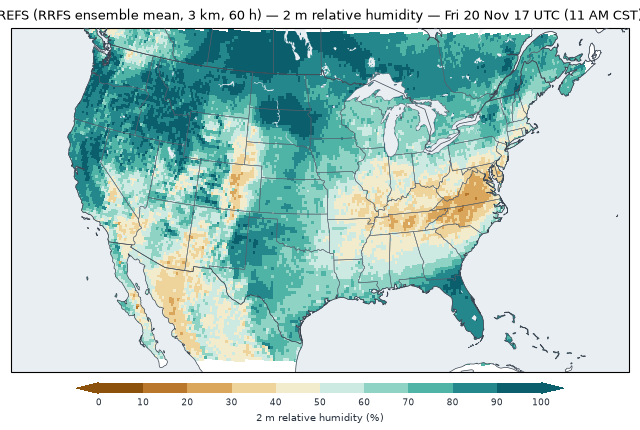 REFS (RRFS ensemble mean, 3 km, 60 h) — 2 m relative humidity — Fri 20 Nov 17 UTC (11 AM CST)
0 10 20 30 40 50 60 70 80 90 100
2 m relative humidity (%)